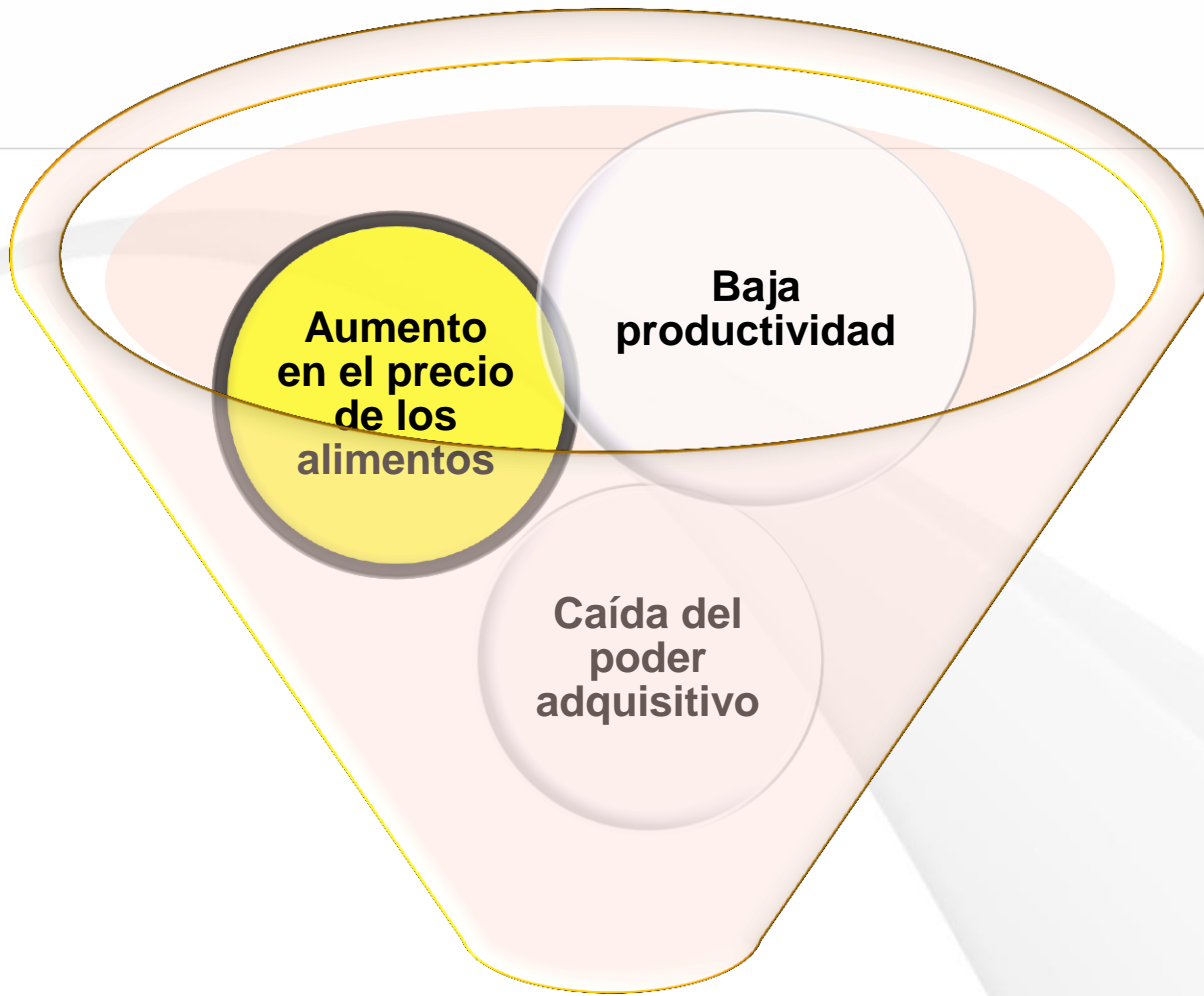 Aumento
en el precio
de los
alimentos
Baja
productividad
Caída del
poder
adquisitivo